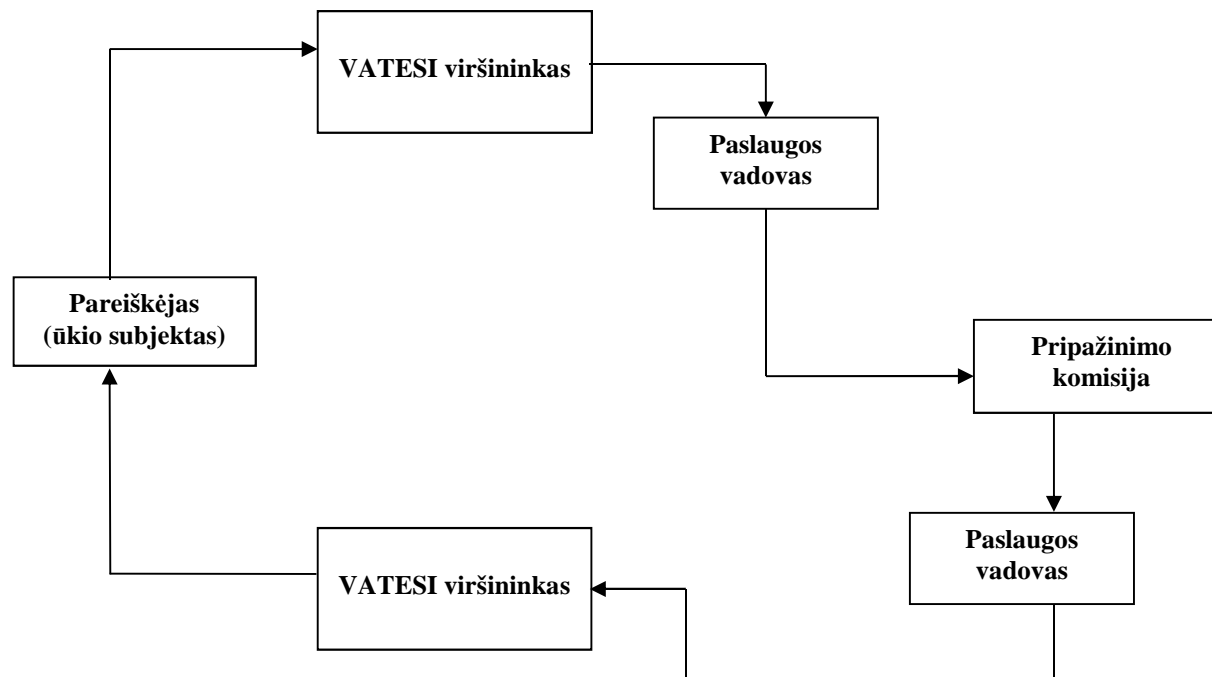 VATESI viršininkas
Paslaugos
vadovas
Pareiškėjas
(ūkio subjektas)
Pripažinimo
komisija
Paslaugos
vadovas
VATESI viršininkas